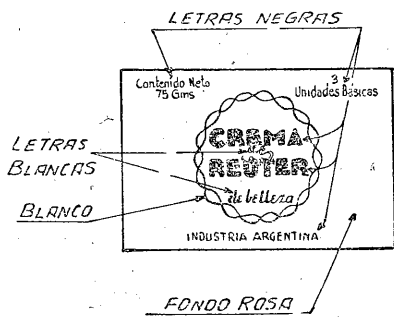 LETRAS NEGRAS
Contenido Neto
75 Gms
3
Unidades Básicas
LETRAS
BLANCAS
CREMA
de
REUTER
de belleza
BLANCO
INDUSTRIA ARGENTINA
FONDO ROSA